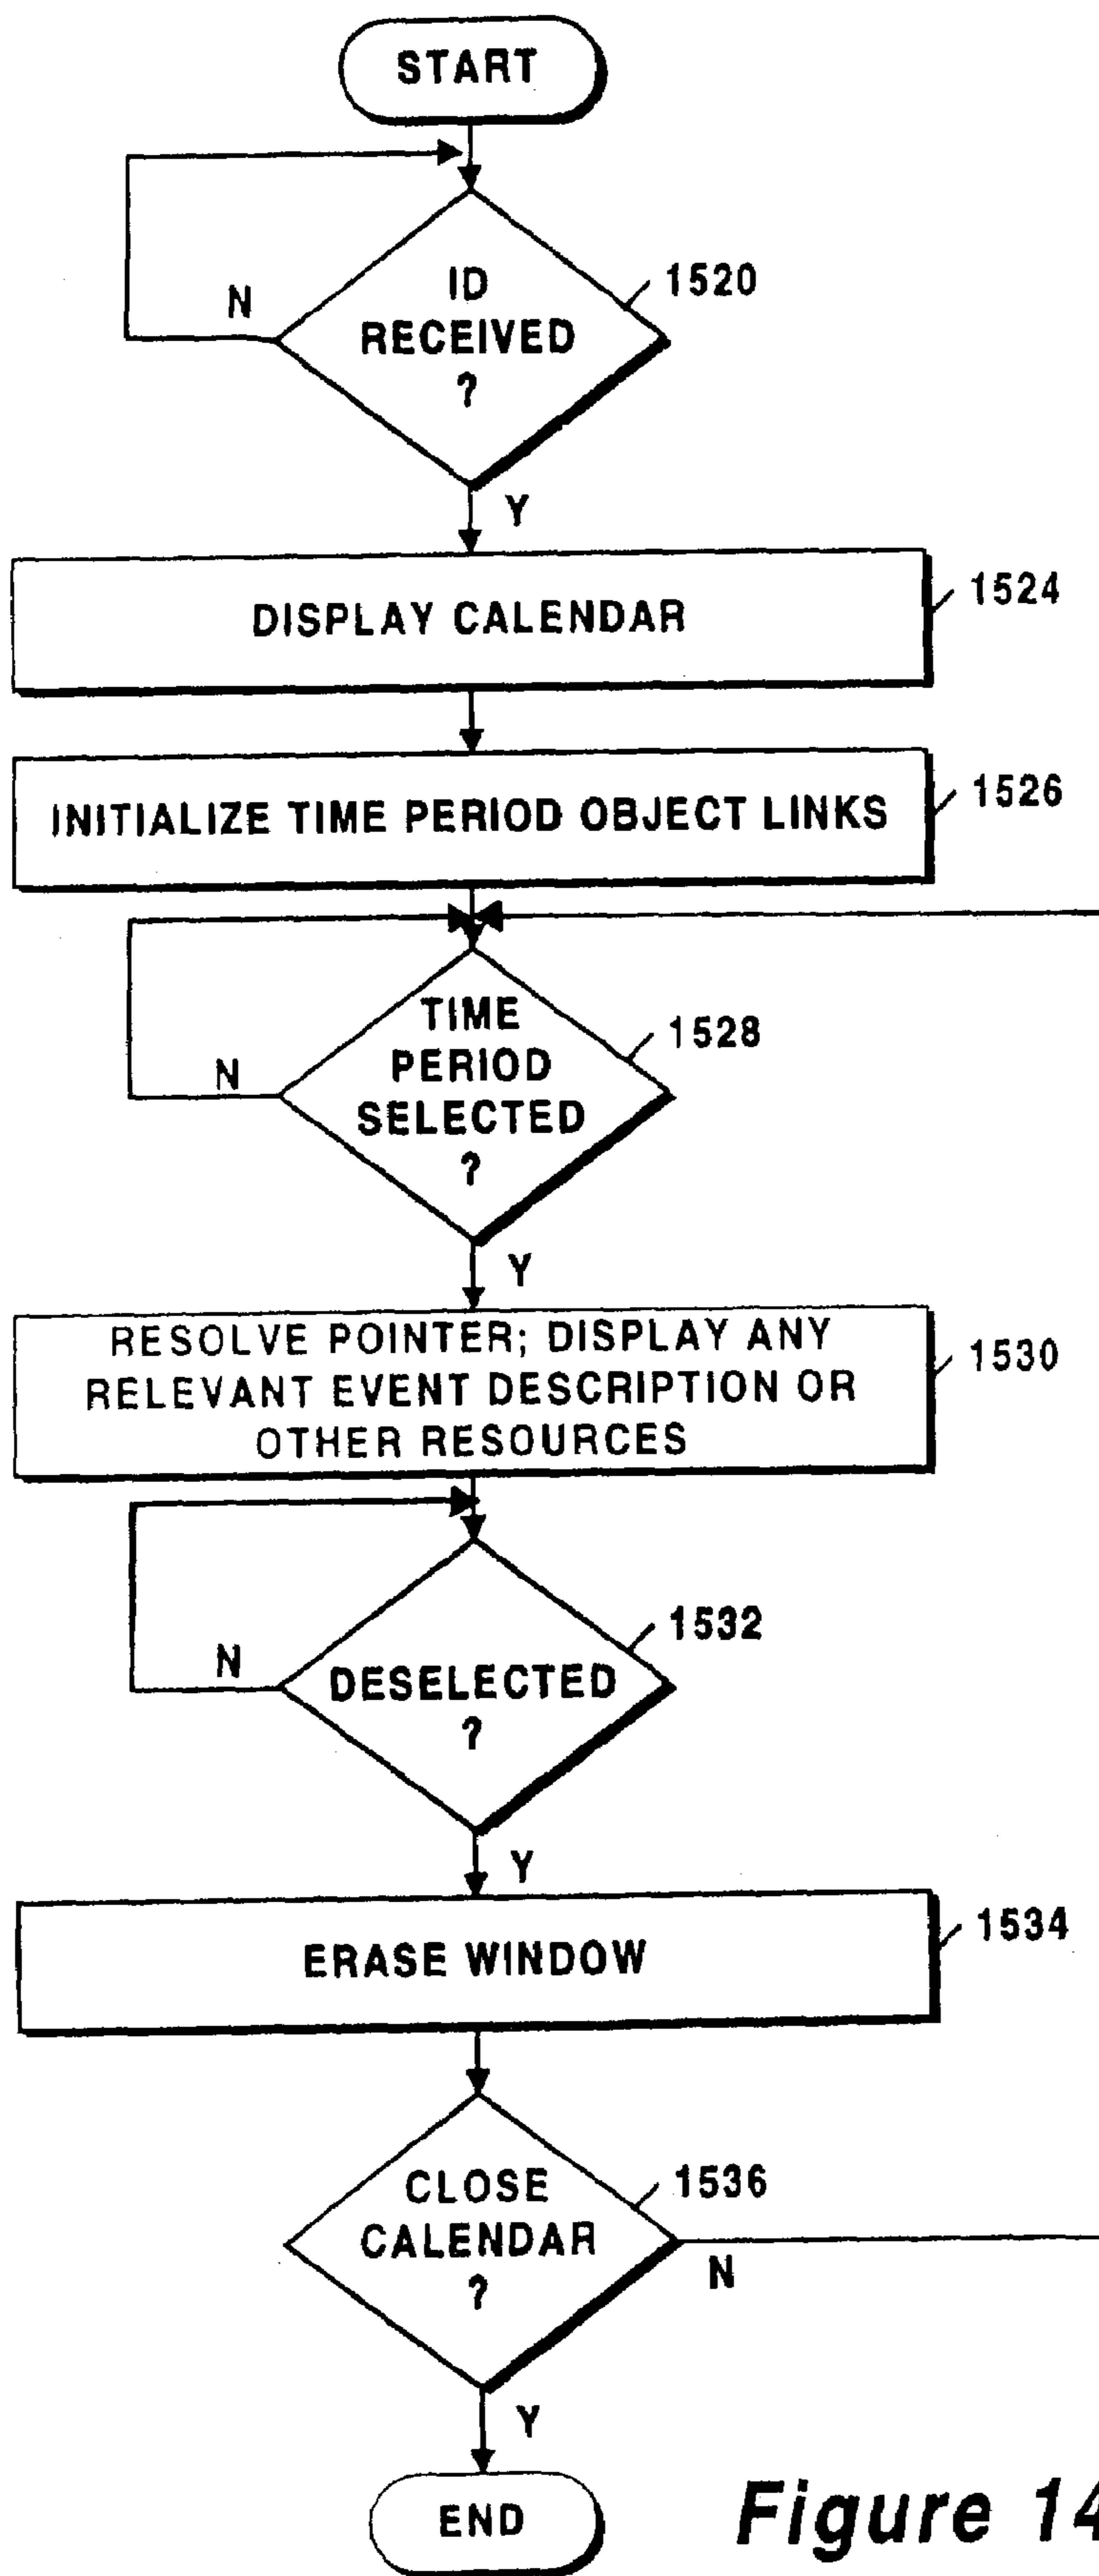 START
ID
RECEIVED
?
1520
N
Y
DISPLAY CALENDAR
1524
INITIALIZE TIME PERIOD OBJECT LINKS
1526
TIME
PERIOD
SELECTED
?
1528
N
Y
RESOLVE POINTER; DISPLAY ANY
RELEVANT EVENT DESCRIPTION OR
OTHER RESOURCES
1530
DESELECTED
?
1532
N
Y
ERASE WINDOW
1534
CLOSE
CALENDAR
?
1536
N
Y
END
Figure 14